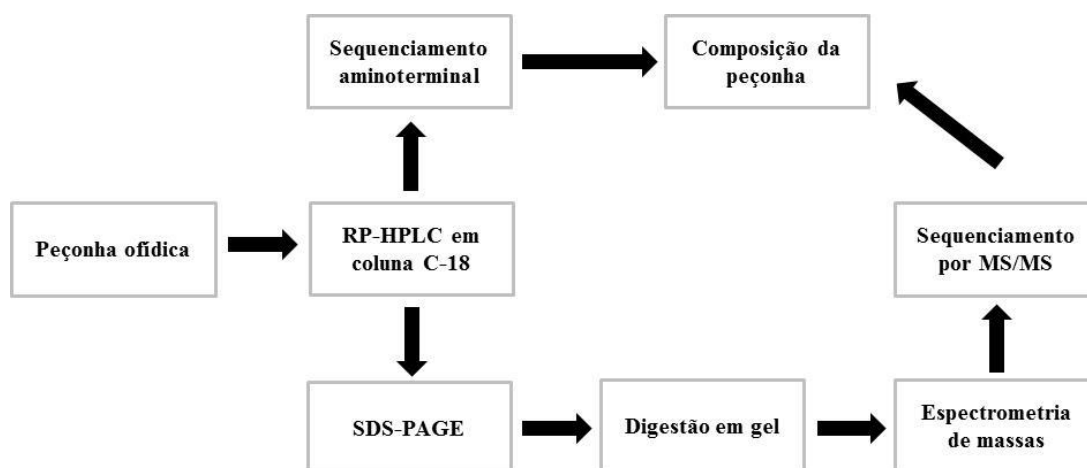 Sequenciamento
aminoterminal
Composição da
peçonha
Peçonha ofídica
RP-HPLC em
coluna C-18
Sequenciamento
por MS/MS
SDS-PAGE
Digestão em gel
Espectrometria
de massas